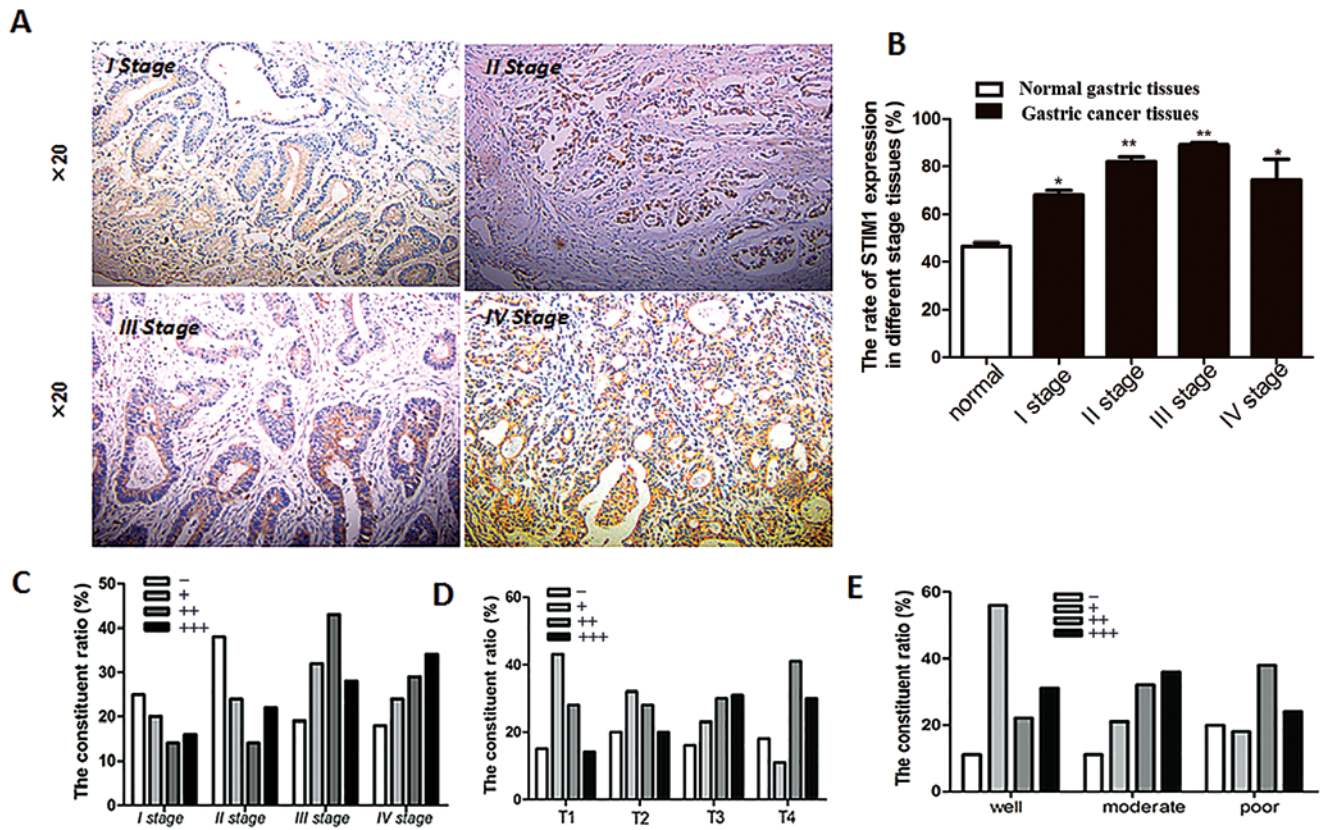 A
I Stage
II Stage
×20
III Stage
IV Stage
×20
B
Normal gastric tissues
Gastric cancer tissues
The rate of STIM1 expression
in different stage tissues (%)
100
80
60
40
20
0
*
**
**
*
normal
I stage
II stage
III stage
IV stage
C
The constituent ratio (%)
50
40
30
20
10
0
−
+
++
+++
I stage
II stage
III stage
IV stage
D
The constituent ratio (%)
60
40
20
0
−
+
++
+++
T1
T2
T3
T4
E
The constituent ratio (%)
60
40
20
0
−
+
++
+++
well
moderate
poor